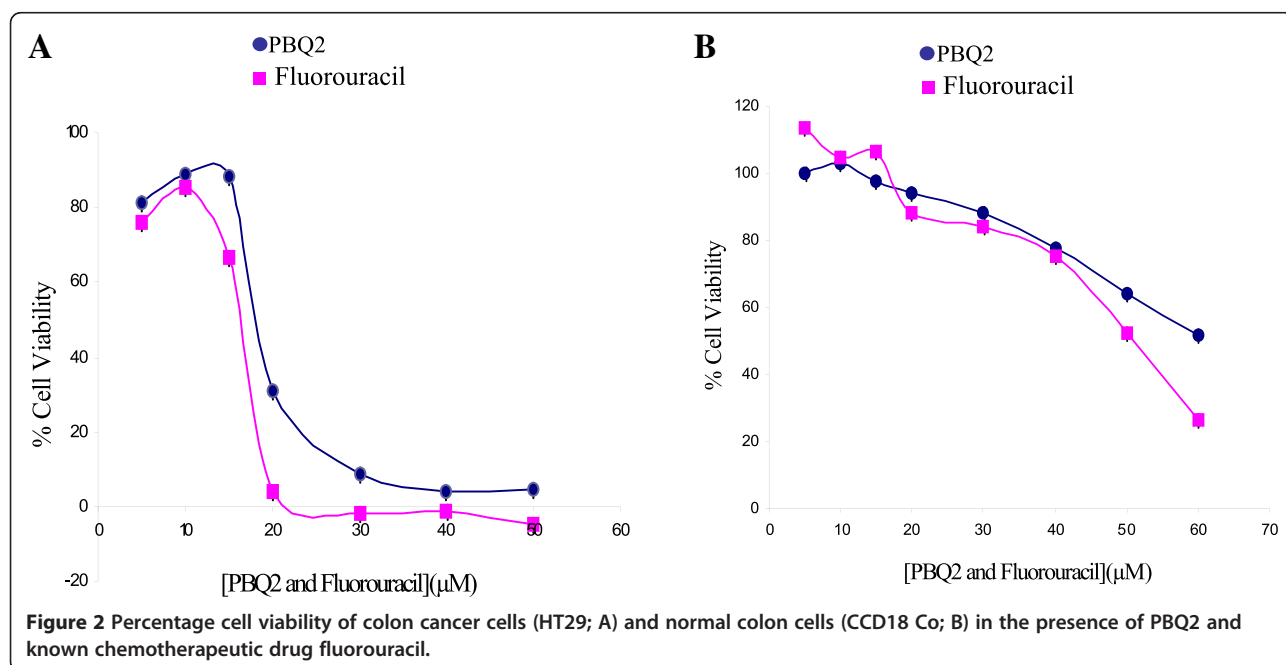 A
PBQ2
Fluorouracil
100
80
60
40
20
0
-20
0
10
20
30
40
50
60
% Cell Viability
[PBQ2 and Fluorouracil](μM)
B
PBQ2
Fluorouracil
120
100
80
60
40
20
0
0
10
20
30
40
50
60
70
% Cell Viability
[PBQ2 and Fluorouracil](μM)
Figure 2 Percentage cell viability of colon cancer cells (HT29; A) and normal colon cells (CCD18 Co; B) in the presence of PBQ2 and
known chemotherapeutic drug fluorouracil.